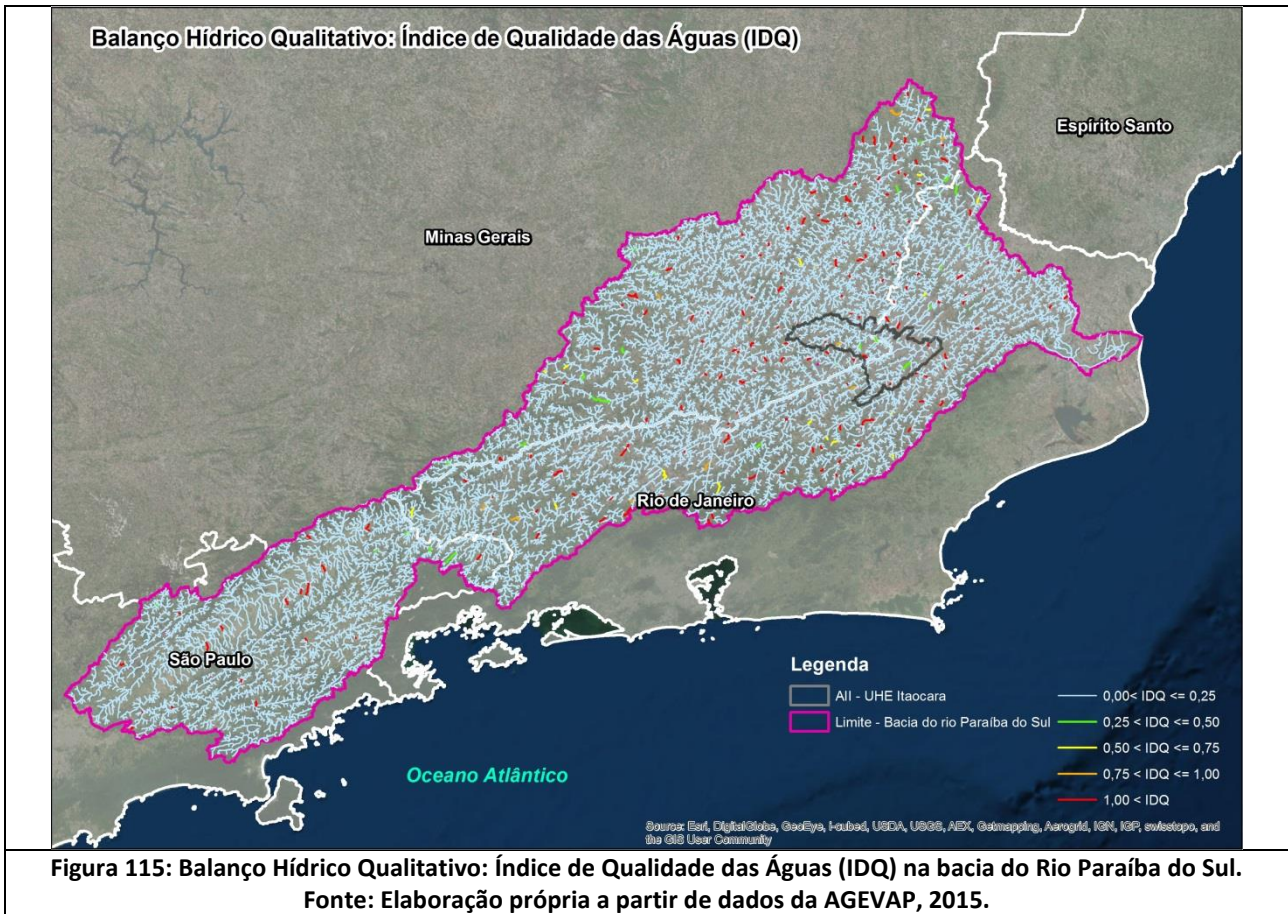 Balanço Hídrico Qualitativo: Índice de Qualidade das Águas (IDQ)
Espírito Santo
Minas Gerais
Rio de Janeiro
São Paulo
Oceano Atlântico
Legenda
AII - UHE Itaocara
Limite - Bacia do rio Paraíba do Sul
0,00< IDQ <= 0,25
0,25 < IDQ <= 0,50
0,50 < IDQ <= 0,75
0,75 < IDQ <= 1,00
1,00 < IDQ
Source: Esri, DigitalGlobe, GeoEye, i-cubed, USDA, USGS, AEX, Getmapping, Aerogrid, IGN, IGP, swisstopo, and
the GIS User Community
Figura 115: Balanço Hídrico Qualitativo: Índice de Qualidade das Águas (IDQ) na bacia do Rio Paraíba do Sul.
Fonte: Elaboração própria a partir de dados da AGEVAP, 2015.